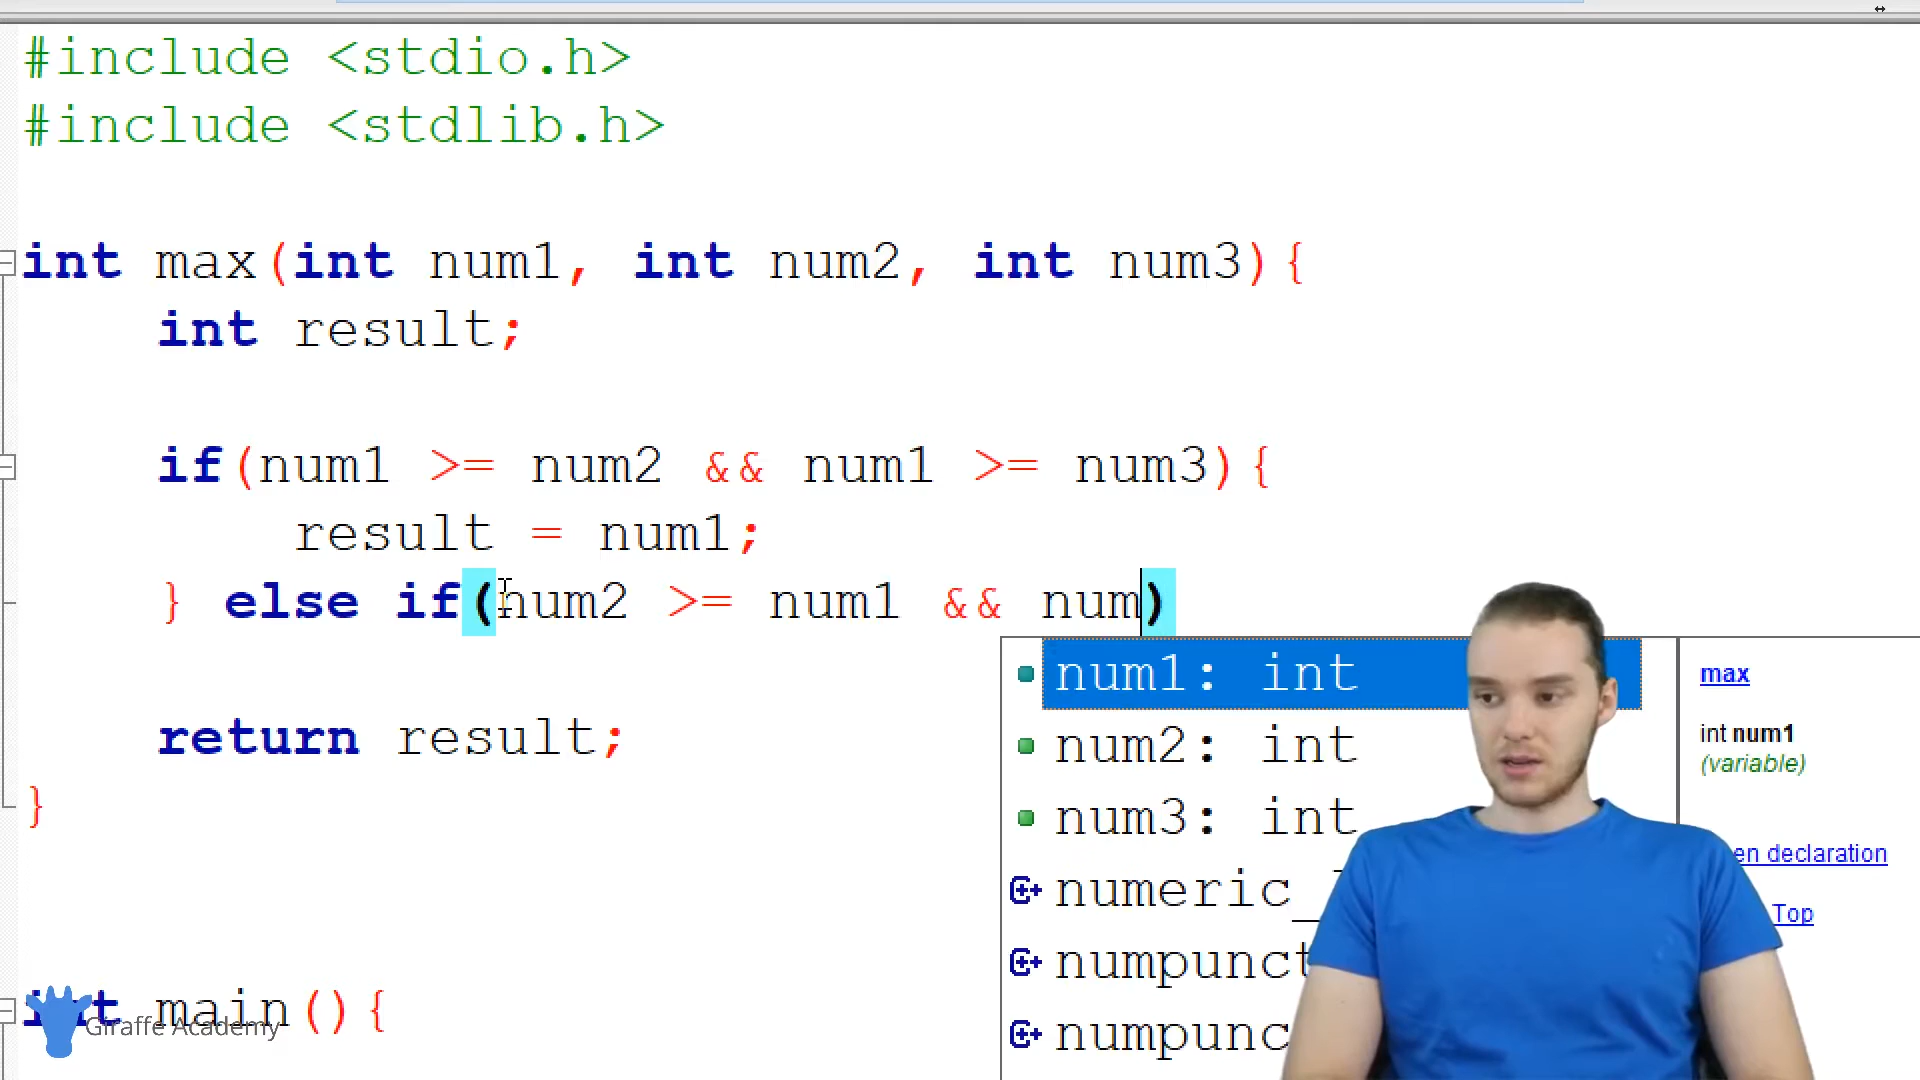 #include <stdio.h>
#include <stdlib.h>
int max(int num1, int num2, int num3){
int result;
if(num1 >= num2 && num1 >= num3){
result = num1;
} else if(num2 >= num1 && num)
return result;
}
int main(){
Giraffe Academy
num1: int
num2: int
num3: int
numeric_
numpunct
numpunc
max
int num1
(variable)
en declaration
Top